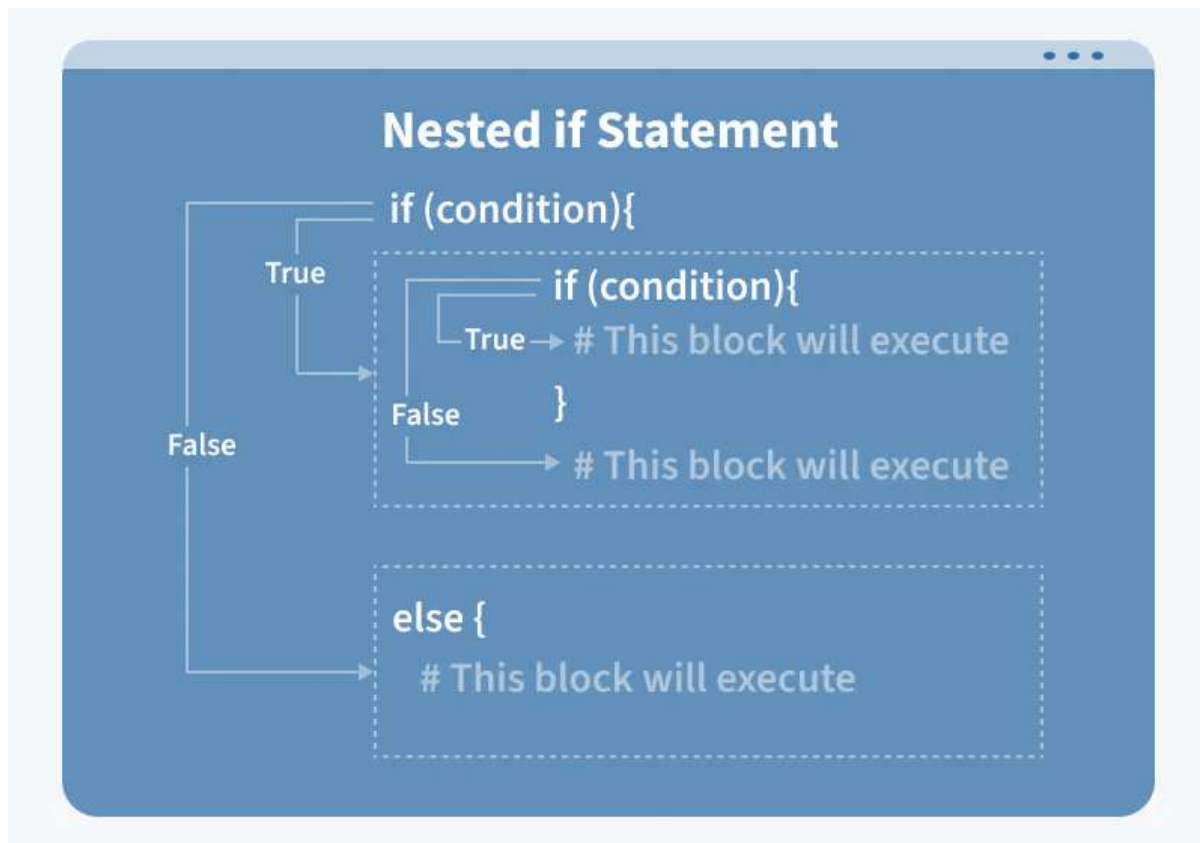 Nested if Statement
if (condition){
True
if (condition){
True # This block will execute
False }
False
# This block will execute
else {
# This block will execute